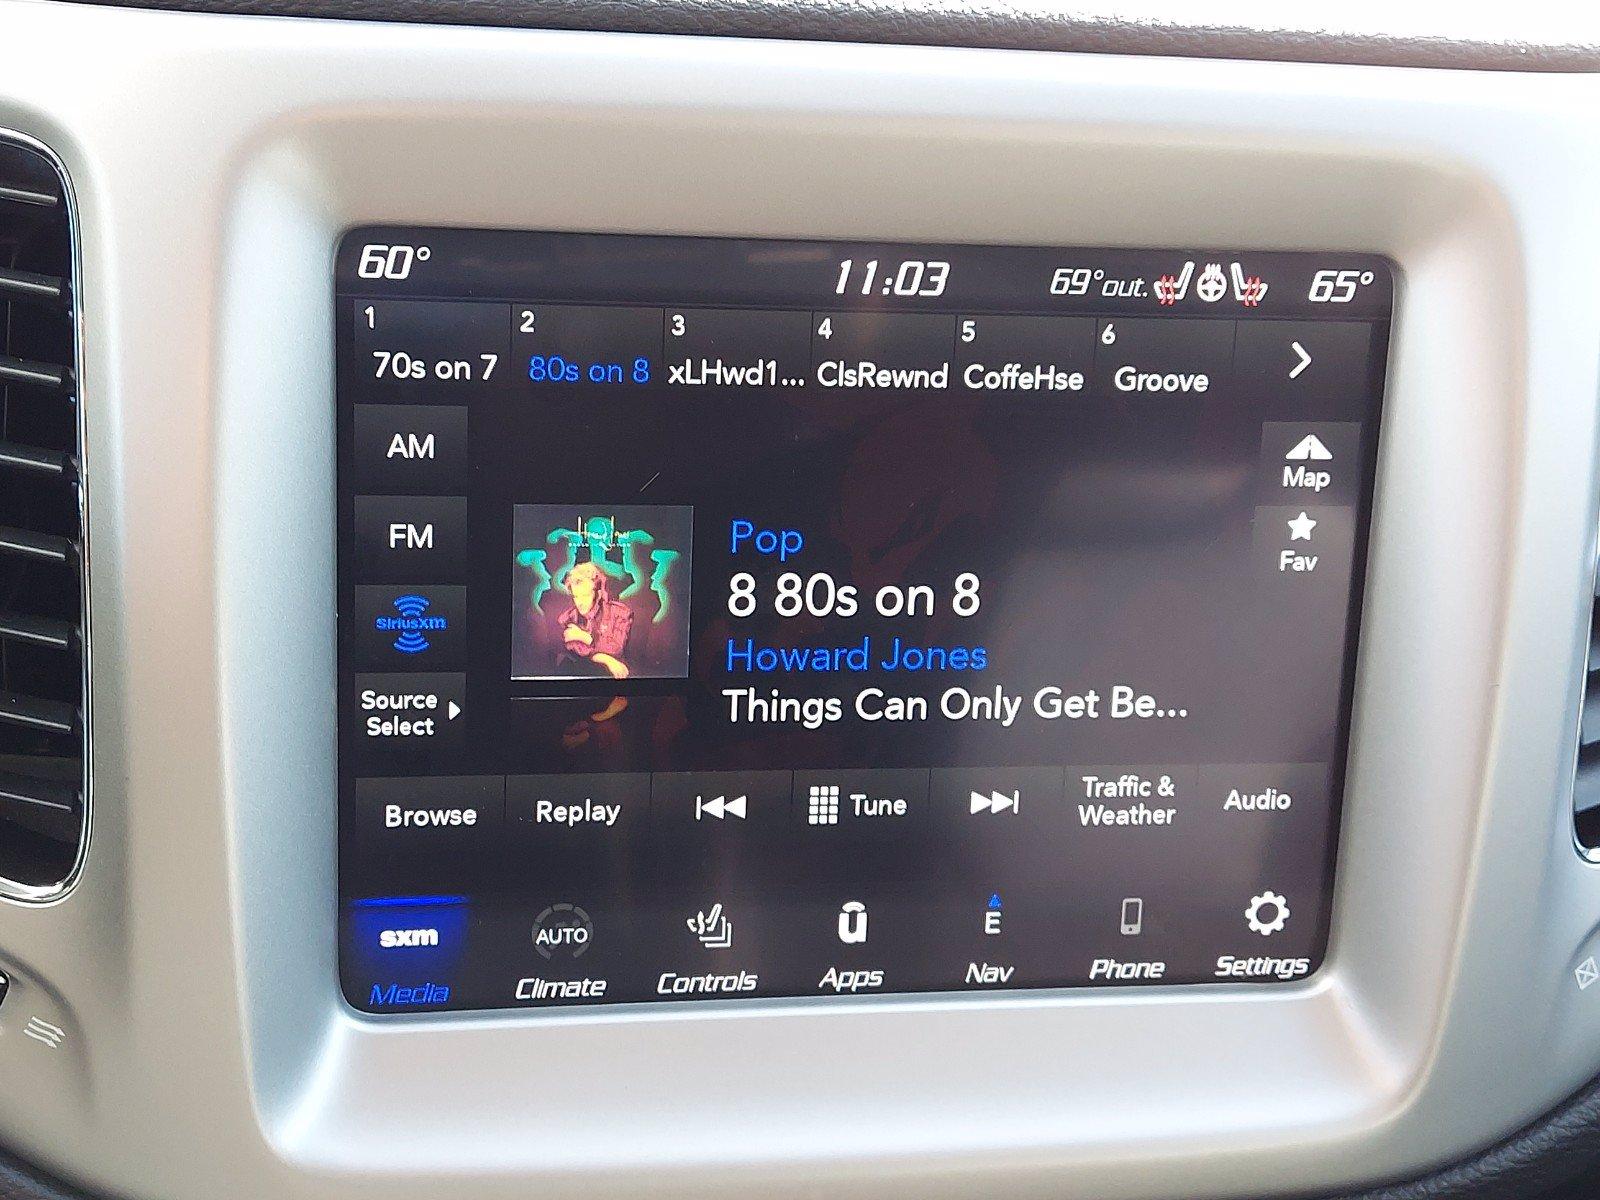 60°
11:03
69°out.
65°
1
2
3
4
5
6
70s on 7
80s on 8
xLHwd1...
ClsRewnd
CoffeHse
Groove
AM
FM
SiriusXM
Source
Select
Map
Fav
Pop
8 80s on 8
Howard Jones
Things Can Only Get Be...
Browse
Replay
Tune
Traffic &
Weather
Audio
sxm
Media
AUTO
Climate
Controls
ū
Apps
E
Nav
Phone
Settings